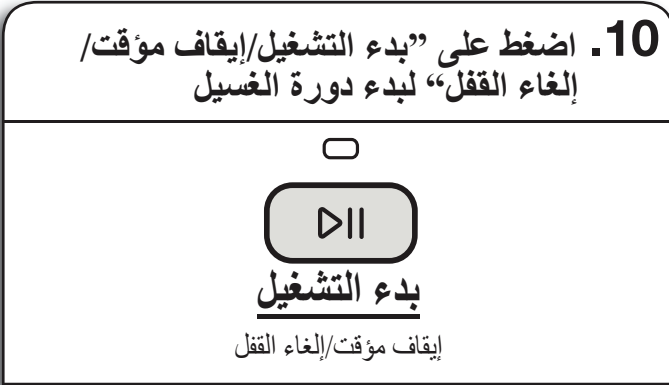 10. اضغط على ”بدء التشغيل/إيقاف مؤقت/
إلغاء القفل“ لبدء دورة الغسيل
بدء التشغيل
إيقاف مؤقت/إلغاء القفل